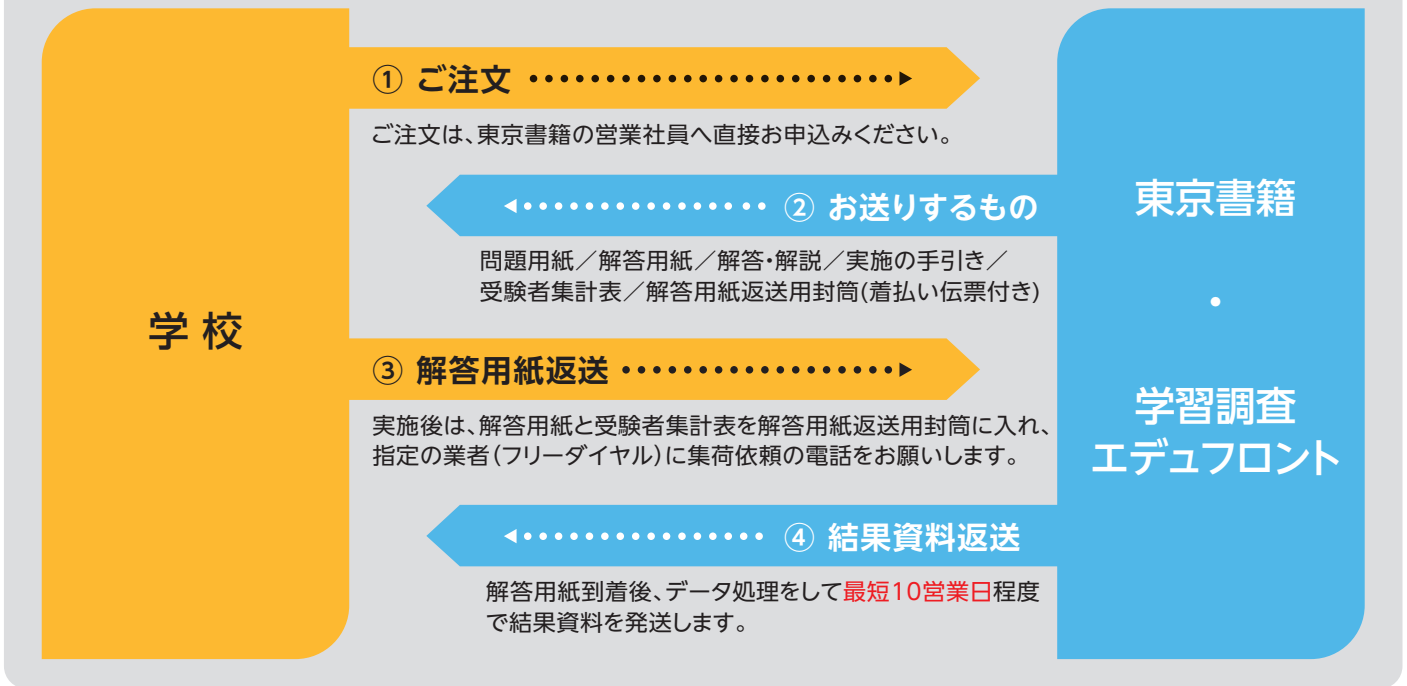 ① ご注文
ご注文は、東京書籍の営業社員へ直接お申込みください。
② お送りするもの
問題用紙／解答用紙／解答・解説／実施の手引き／
受験者集計表／解答用紙返送用封筒(着払い伝票付き)
学校
③ 解答用紙返送
実施後は、解答用紙と受験者集計表を解答用紙返送用封筒に入れ、
指定の業者(フリーダイヤル)に集荷依頼の電話をお願いします。
④ 結果資料返送
解答用紙到着後、データ処理をして最短10営業日程度
で結果資料を発送します。
東京書籍
・
学習調査
エデュフロント